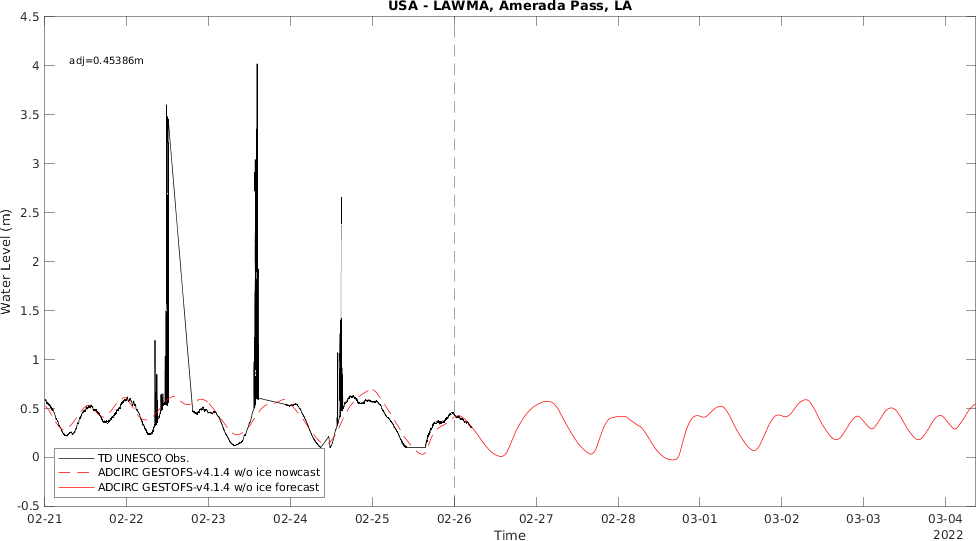 USA - LAWMA, Amerada Pass, LA
4.5
adj=0.45386m
4
3.5
3
2.5
2
1.5
1
0.5
0
-0.5
Water Level (m)
TD UNESCO Obs.
ADCIRC GESTOFS-v4.1.4 w/o ice nowcast
ADCIRC GESTOFS-v4.1.4 w/o ice forecast
02-21 02-22 02-23 02-24 02-25 02-26 02-27 02-28 03-01 03-02 03-03 03-04
Time
2022